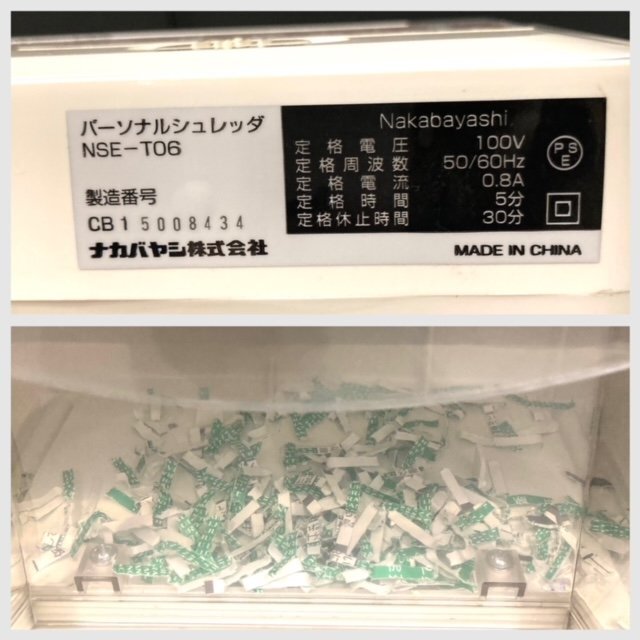 パーソナルシュレッダ
NSE-T06
製造番号
CB1 5008434
ナカバヤシ株式会社
Nakabayashi
定格電圧 100V
定格周波数 50/60Hz
定格電流 0.8A
定格時間 5分
定格休止時間 30分
PSE
MADE IN CHINA